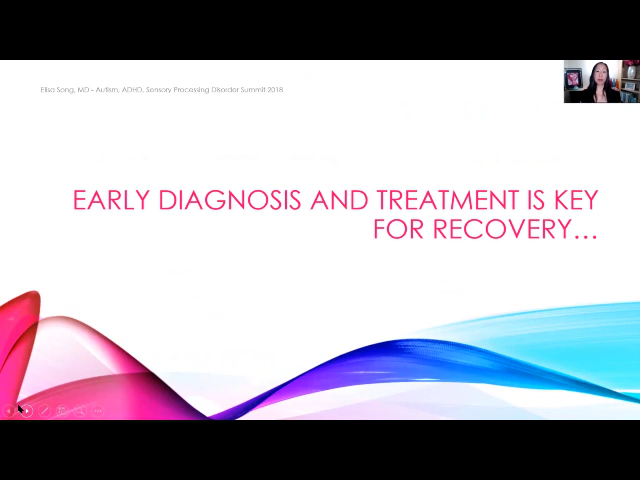 Elisa Song, MD - Autism, ADHD, Sensory Processing Disorder Summit 2018
EARLY DIAGNOSIS AND TREATMENT IS KEY
FOR RECOVERY...